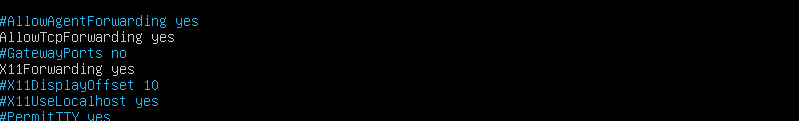 #AllowAgentForwarding yes
AllowTcpForwarding yes
#GatewayPorts no
X11Forwarding yes
#X11DisplayOffset 10
#X11UseLocalhost yes
#PermitTTY yes